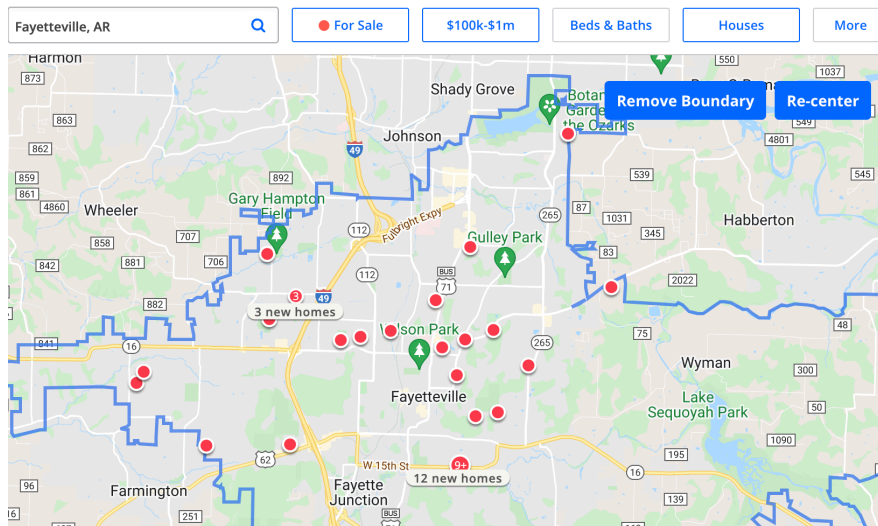 Fayetteville, AR
For Sale
$100k-$1m
Beds & Baths
Houses
More
Harmon
550
1037
873
Shady Grove
Botan
Garde
the Ozarks
Remove Boundary
Re-center
549
863
Johnson
4801
862
49
859
892
539
545
861
4860
Gary Hampton
Field
Wheeler
87
265
1031
Habberton
Fulbright Expy
112
707
345
858
Gulley Park
83
842
881
706
BUS
71
112
2022
3
49
882
3 new homes
48
lson Park
75
841
16
265
Wyman
300
Fayetteville
Lake
Sequoyah Park
50
1090
195
62
W 15th St
9+
12 new homes
16
96
Farmington
Fayette
Junction
139
251
BUS